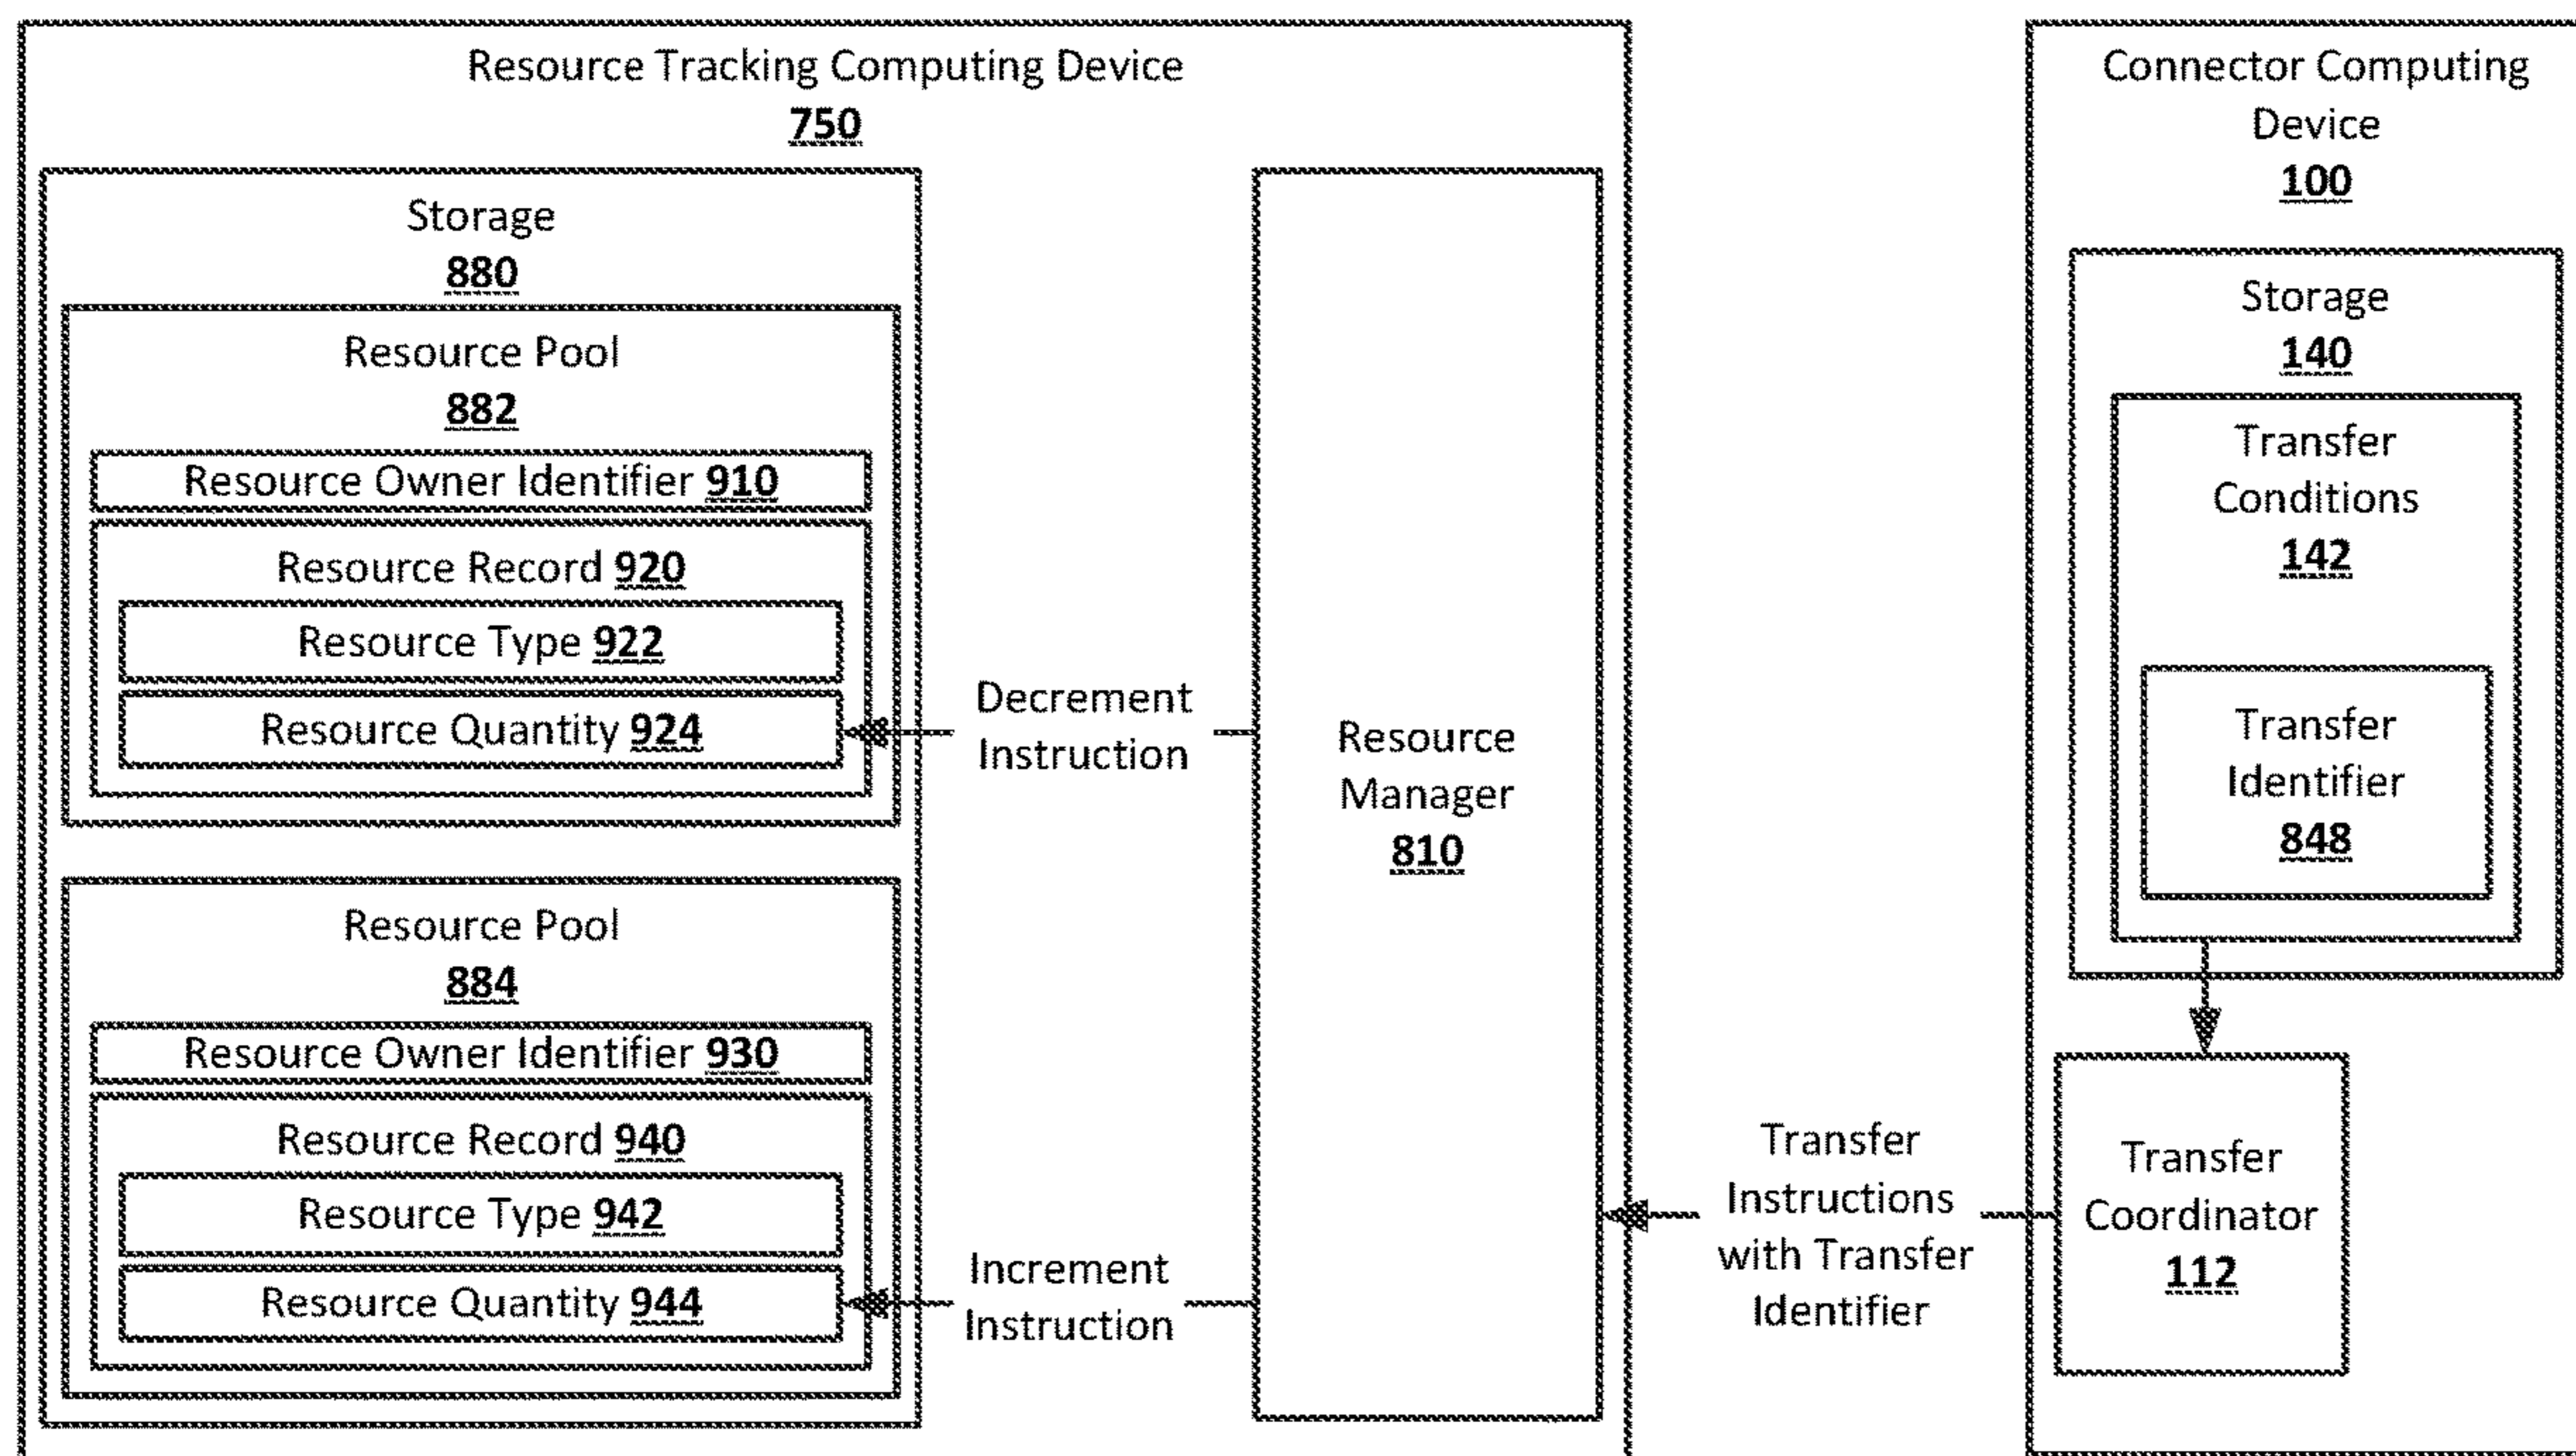 Resource Tracking Computing Device
750
Storage
880
Resource Pool
882
Resource Owner Identifier 910
Resource Record 920
Resource Type 922
Resource Quantity 924
Resource Pool
884
Resource Owner Identifier 930
Resource Record 940
Resource Type 942
Resource Quantity 944
Decrement
Instruction
Increment
Instruction
Resource
Manager
810
Transfer
Instructions
with Transfer
Identifier
Connector Computing
Device
100
Storage
140
Transfer
Conditions
142
Transfer
Identifier
848
Transfer
Coordinator
112